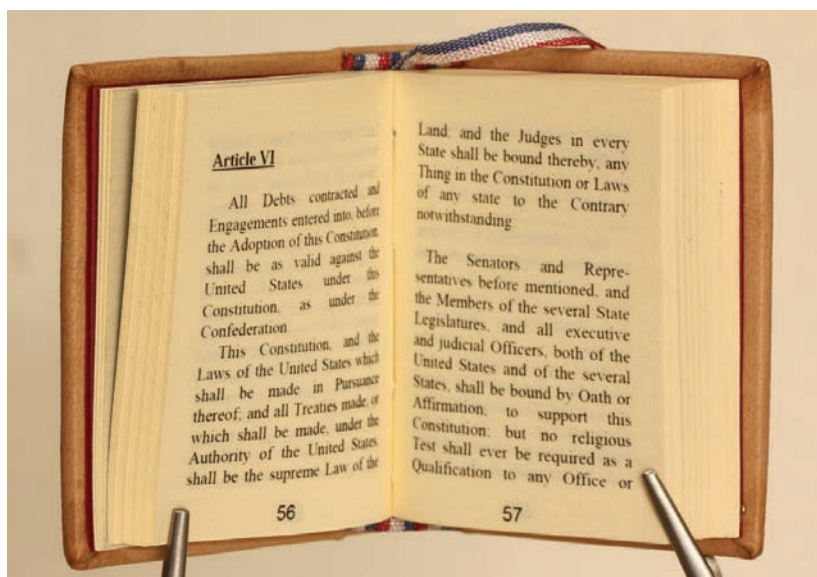 Article VI
All Debts contracted and
Engagements entered into, before
the Adoption of this Constitution,
shall be as valid against the
United States under this
Constitution, as under the
Confederation
This Constitution, and the
Laws of the United States which
shall be made in Pursuance
thereof; and all Treaties made, or
which shall be made, under the
Authority of the United States,
shall be the supreme Law of the
56
Land; and the Judges in every
State shall be bound thereby, any
Thing in the Constitution or Laws
of any state to the Contrary
notwithstanding
The Senators and Repre-
sentatives before mentioned, and
the Members of the several State
Legislatures, and all executive
and judicial Officers, both of the
United States and of the several
States, shall be bound by Oath or
Affirmation, to support this
Constitution; but no religious
Test shall ever be required as a
Qualification to any Office or
57